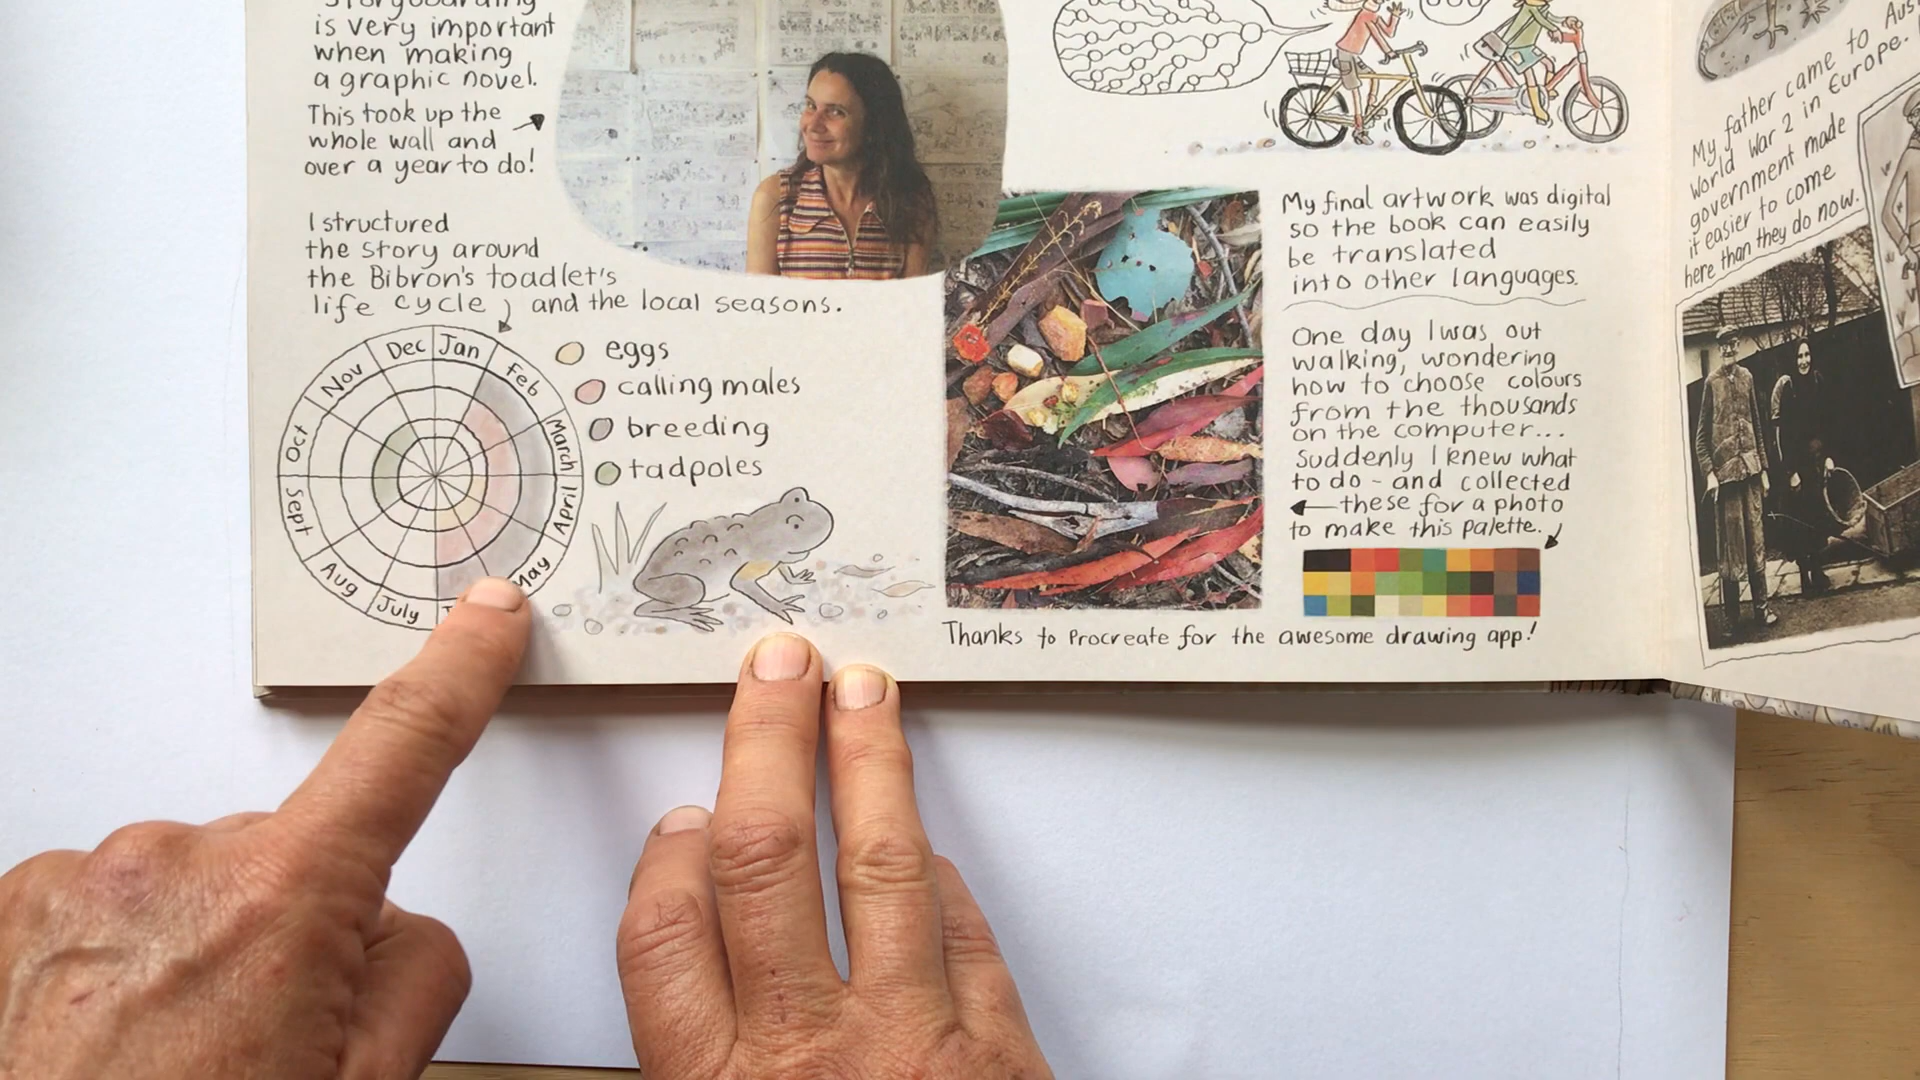 Storyboarding
is very important
when making
a graphic novel.
This took up the
whole wall and
over a year to do!
I structured
the story around
the Bibron's toadlet's
life cycle and the local seasons.
Jan
Feb
March
April
May
July
Aug
Sept
Oct
Nov
Dec
eggs
calling males
breeding
tadpoles
My final artwork was digital
so the book can easily
be translated
into other languages.
One day I was out
walking, wondering
how to choose colours
from the thousands
on the computer...
Suddenly I knew what
to do - and collected
these for a photo
to make this palette.
Thanks to Procreate for the awesome drawing app!
My father came to
World War 2 in Europe.
government made
it easier to come
here than they do now.